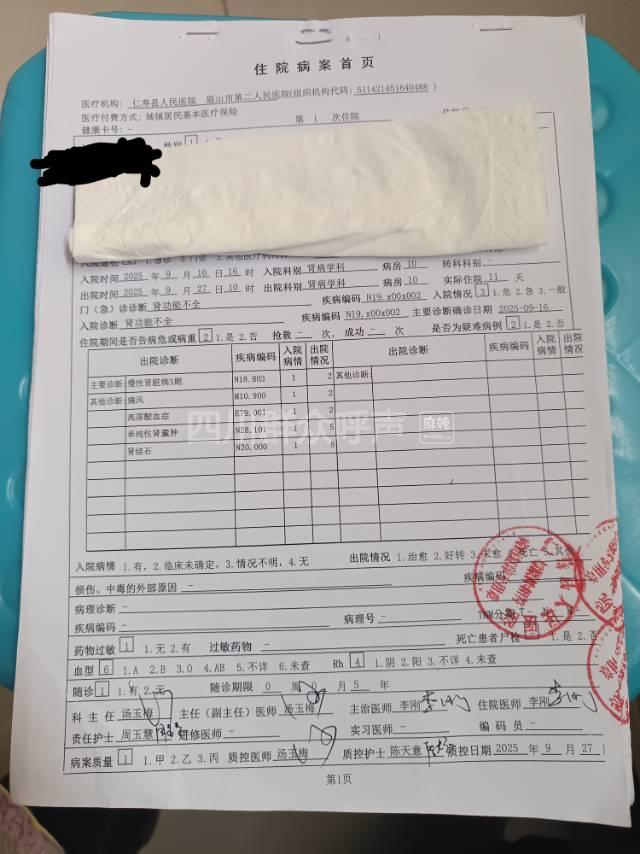 住院病案首页
医疗机构: 仁寿县人民医院 眉山市第二人民医院(组织机构代码: 511421451640488 )
医疗付费方式: 城镇居民基本医疗保险 第 1 次住院
健康卡号: -
入院时间 2025 年 9 月 16 日 16 时 入院科别 肾病学科 病房 10 转科科别 -
出院时间 2025 年 9 月 27 日 10 时 出院科别 肾病学科 病房 10 实际住院 11 天
门(急)诊诊断 肾功能不全 疾病编码 N19.x00x002 入院情况 3 1.危 2.急 3.一般
入院诊断 肾功能不全 疾病编码 N19.x00x002 主要诊断确诊日期 2025-09-16
住院期间是否告病危或病重 2 1.是 2.否 抢救 - 次, 成功 - 次 是否为疑难病例 2 1.是 2.否
出院诊断 疾病编码 入院病情 出院情况 出院诊断 疾病编码 入院病情 出院情况
主要诊断: 慢性肾脏病3期 N18.803 1 2 其他诊断:
其他诊断: 痛风 M10.900 1 2
高尿酸血症 E79.001 1 2
单纯性肾囊肿 N28.101 1 5
肾结石 N20.000 1 5
四川群众呼声 麻辣
入院病情 1.有, 2.临床未确定, 3.情况不明, 4.无 出院情况 1.治愈 2.好转 3.未愈 4.死亡 5.其他
损伤、中毒的外部原因 - 疾病编码
病理诊断 -
疾病编码 - 病理号 - TNM分期 T- N M
药物过敏 1 1.无 2.有 过敏药物 - 死亡患者尸检 1.是 2.否
血型 6 1.A 2.B 3.O 4.AB 5.不详 6.未查 Rh 4 1.阴 2.阳 3.不详 4.未查
随诊 1 1.有 2.无 随诊期限 0 周 0 月 5 年
科主任 汤玉梅 主任(副主任)医师 汤玉梅 主治医师 李刚 住院医师 李刚
责任护士 周玉慧 进修医师 - 实习医师 - 编码员 -
病案质量 1 1.甲 2.乙 3.丙 质控医师 汤玉梅 质控护士 陈天意 质控日期 2025 年 9 月 27
第1页